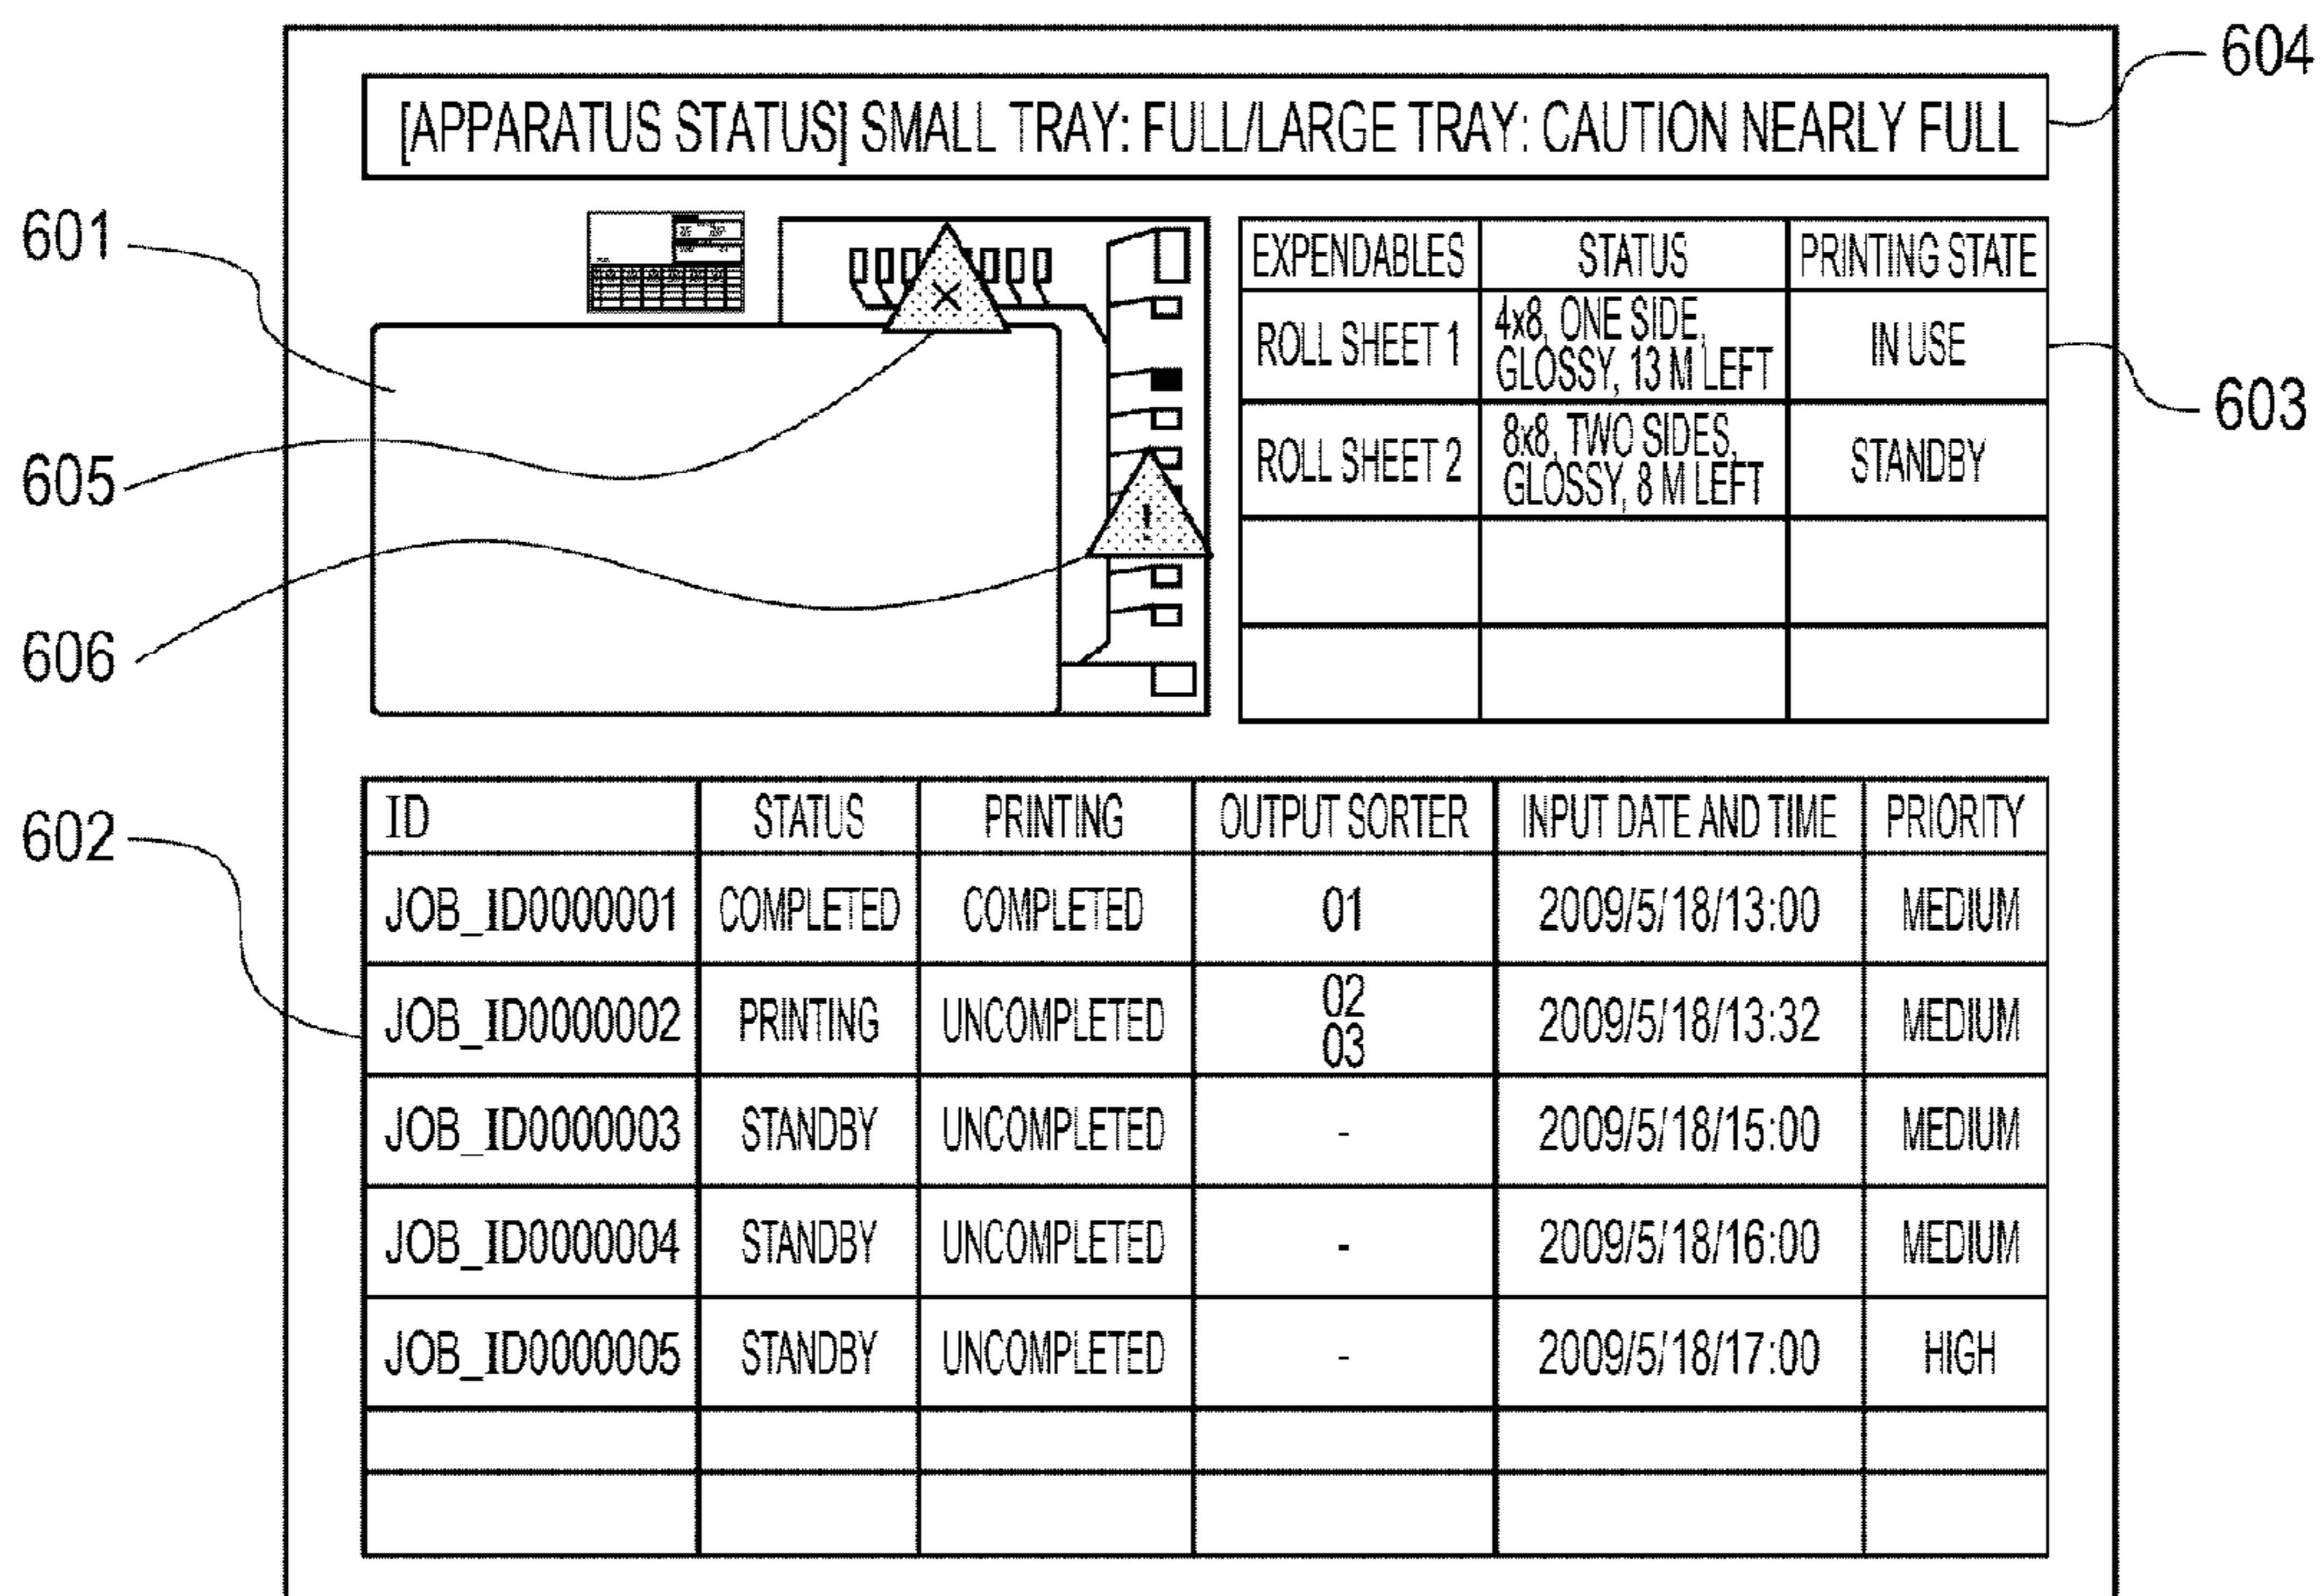 604
[APPARATUS STATUS] SMALL TRAY: FULL/LARGE TRAY: CAUTION NEARLY FULL
601
605
606
X
!
EXPENDABLES STATUS PRINTING STATE
ROLL SHEET 1 4x8, ONE SIDE, GLOSSY, 13 M LEFT IN USE
ROLL SHEET 2 8x8, TWO SIDES, GLOSSY, 8 M LEFT STANDBY
603
602
ID STATUS PRINTING OUTPUT SORTER INPUT DATE AND TIME PRIORITY
JOB_ID0000001 COMPLETED COMPLETED 01 2009/5/18/13:00 MEDIUM
JOB_ID0000002 PRINTING UNCOMPLETED 02 03 2009/5/18/13:32 MEDIUM
JOB_ID0000003 STANDBY UNCOMPLETED - 2009/5/18/15:00 MEDIUM
JOB_ID0000004 STANDBY UNCOMPLETED - 2009/5/18/16:00 MEDIUM
JOB_ID0000005 STANDBY UNCOMPLETED - 2009/5/18/17:00 HIGH